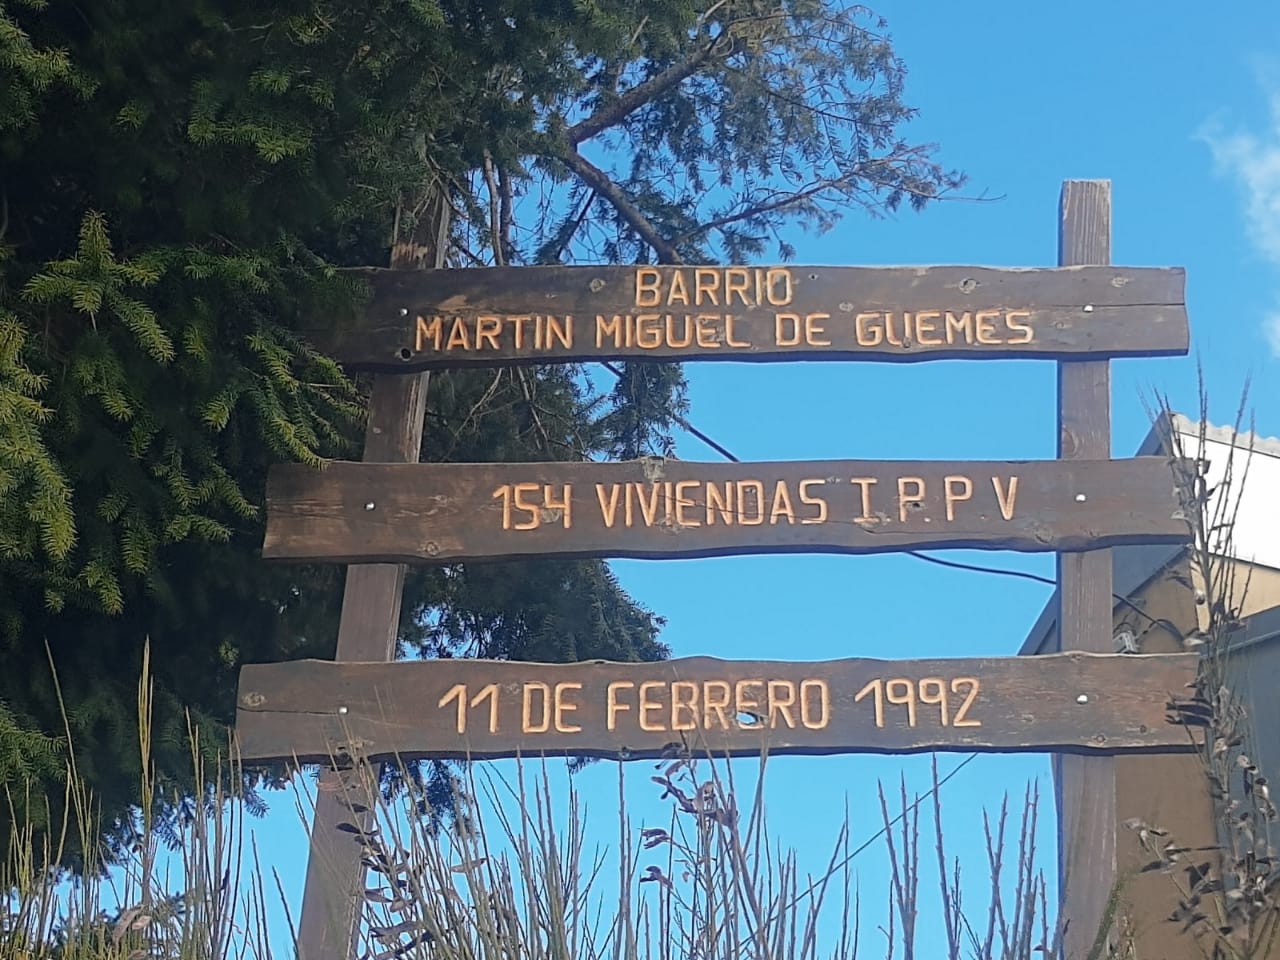 BARRIO
MARTIN MIGUEL DE GUEMES
154 VIVIENDAS I.P.P.V
11 DE FEBRERO 1992